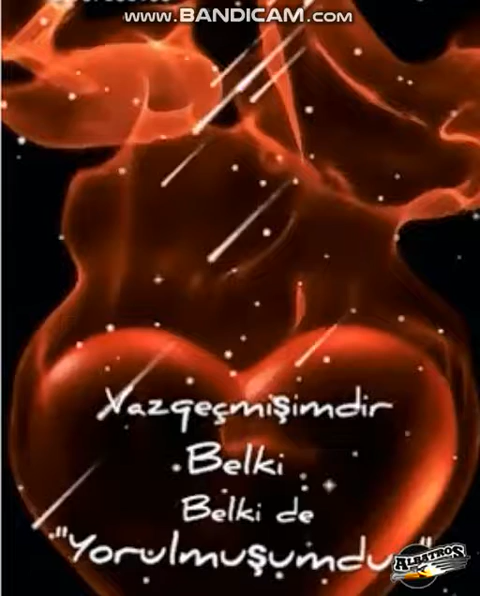 www.BANDICAM.com
Vazgeçmişimdir
Belki
Belki de
"Yorulmuşumdu
"
ALBATROS